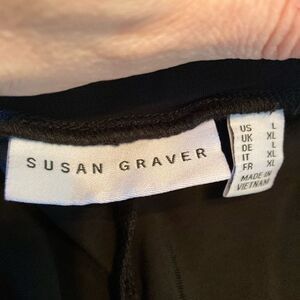 SUSAN GRAVER
US L
UK XL
DE L
IT XL
FR XL
MADE IN
VIETNAM